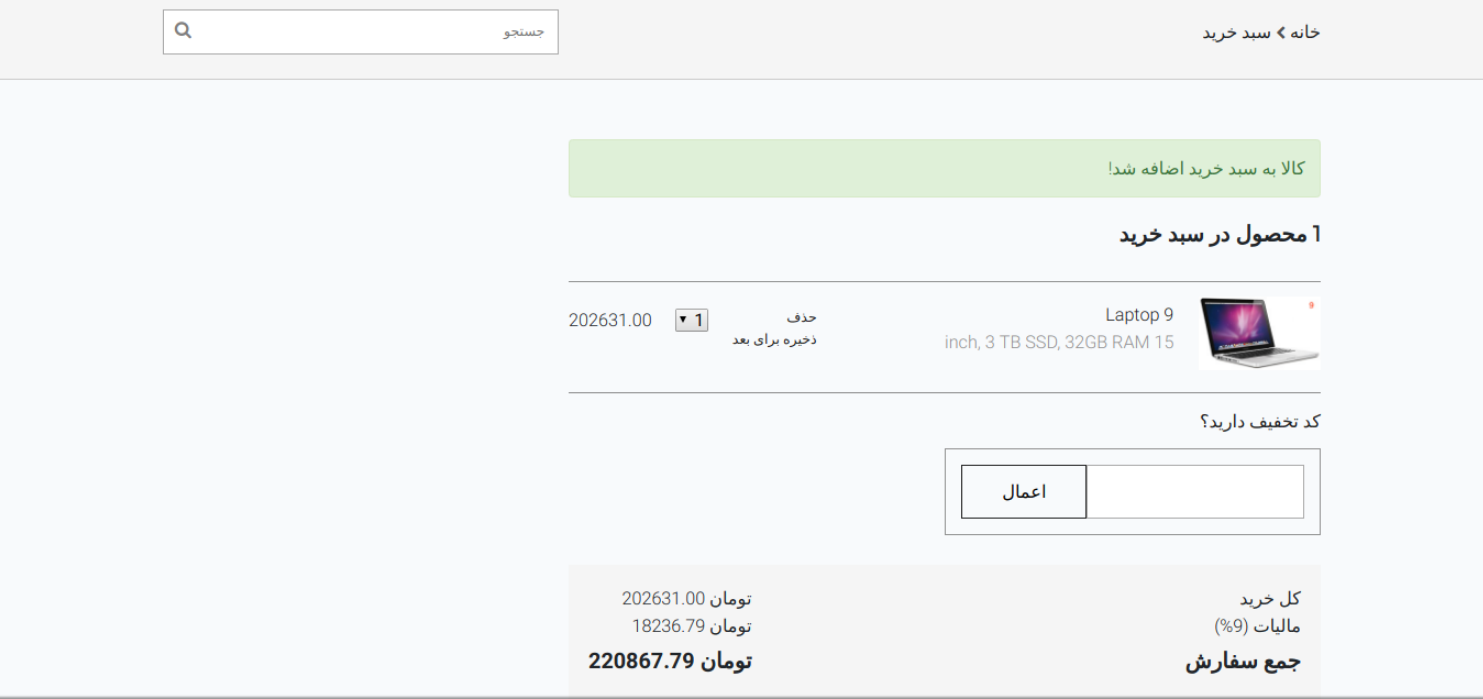 خانه › سبد خرید
جستجو
کالا به سبد خرید اضافه شد!
1 محصول در سبد خرید
9
Laptop 9
inch, 3 TB SSD, 32GB RAM 15
حذف
ذخیره برای بعد
1
202631.00
کد تخفیف دارید؟
اعمال
کل خرید تومان 202631.00
مالیات (9%) تومان 18236.79
جمع سفارش تومان 220867.79